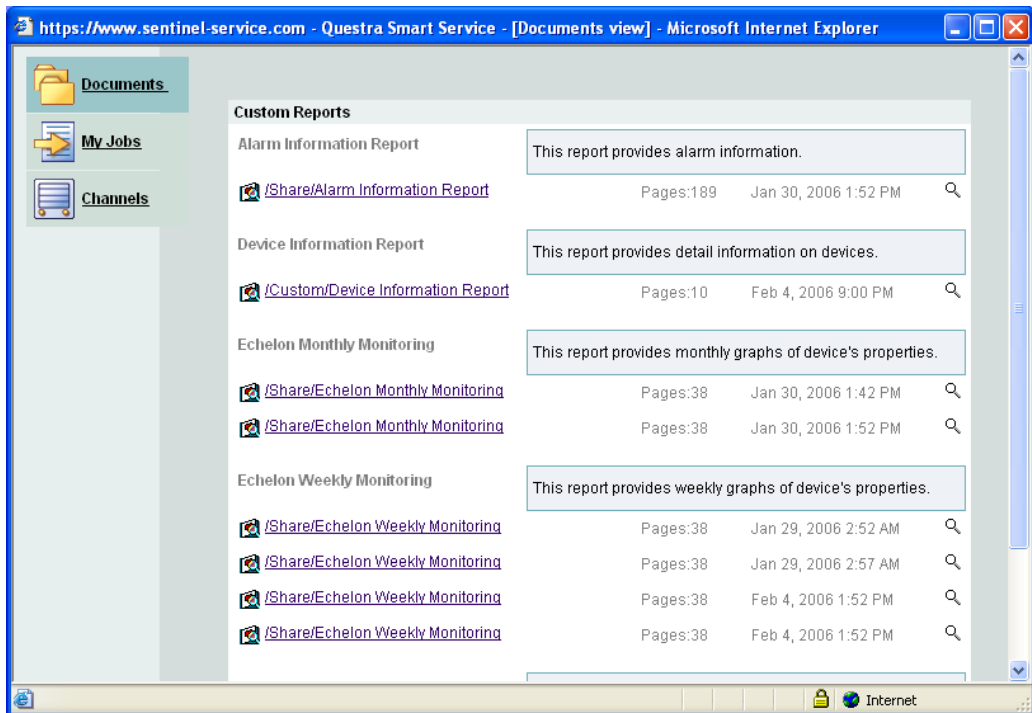 https://www.sentinel-service.com - Questra Smart Service - [Documents view] - Microsoft Internet Explorer
Documents
My Jobs
Channels
Custom Reports
Alarm Information Report
This report provides alarm information.
/Share/Alarm Information Report Pages:189 Jan 30, 2006 1:52 PM
Device Information Report
This report provides detail information on devices.
/Custom/Device Information Report Pages:10 Feb 4, 2006 9:00 PM
Echelon Monthly Monitoring
This report provides monthly graphs of device's properties.
/Share/Echelon Monthly Monitoring Pages:38 Jan 30, 2006 1:42 PM
/Share/Echelon Monthly Monitoring Pages:38 Jan 30, 2006 1:52 PM
Echelon Weekly Monitoring
This report provides weekly graphs of device's properties.
/Share/Echelon Weekly Monitoring Pages:38 Jan 29, 2006 2:52 AM
/Share/Echelon Weekly Monitoring Pages:38 Jan 29, 2006 2:57 AM
/Share/Echelon Weekly Monitoring Pages:38 Feb 4, 2006 1:52 PM
/Share/Echelon Weekly Monitoring Pages:38 Feb 4, 2006 1:52 PM
Internet